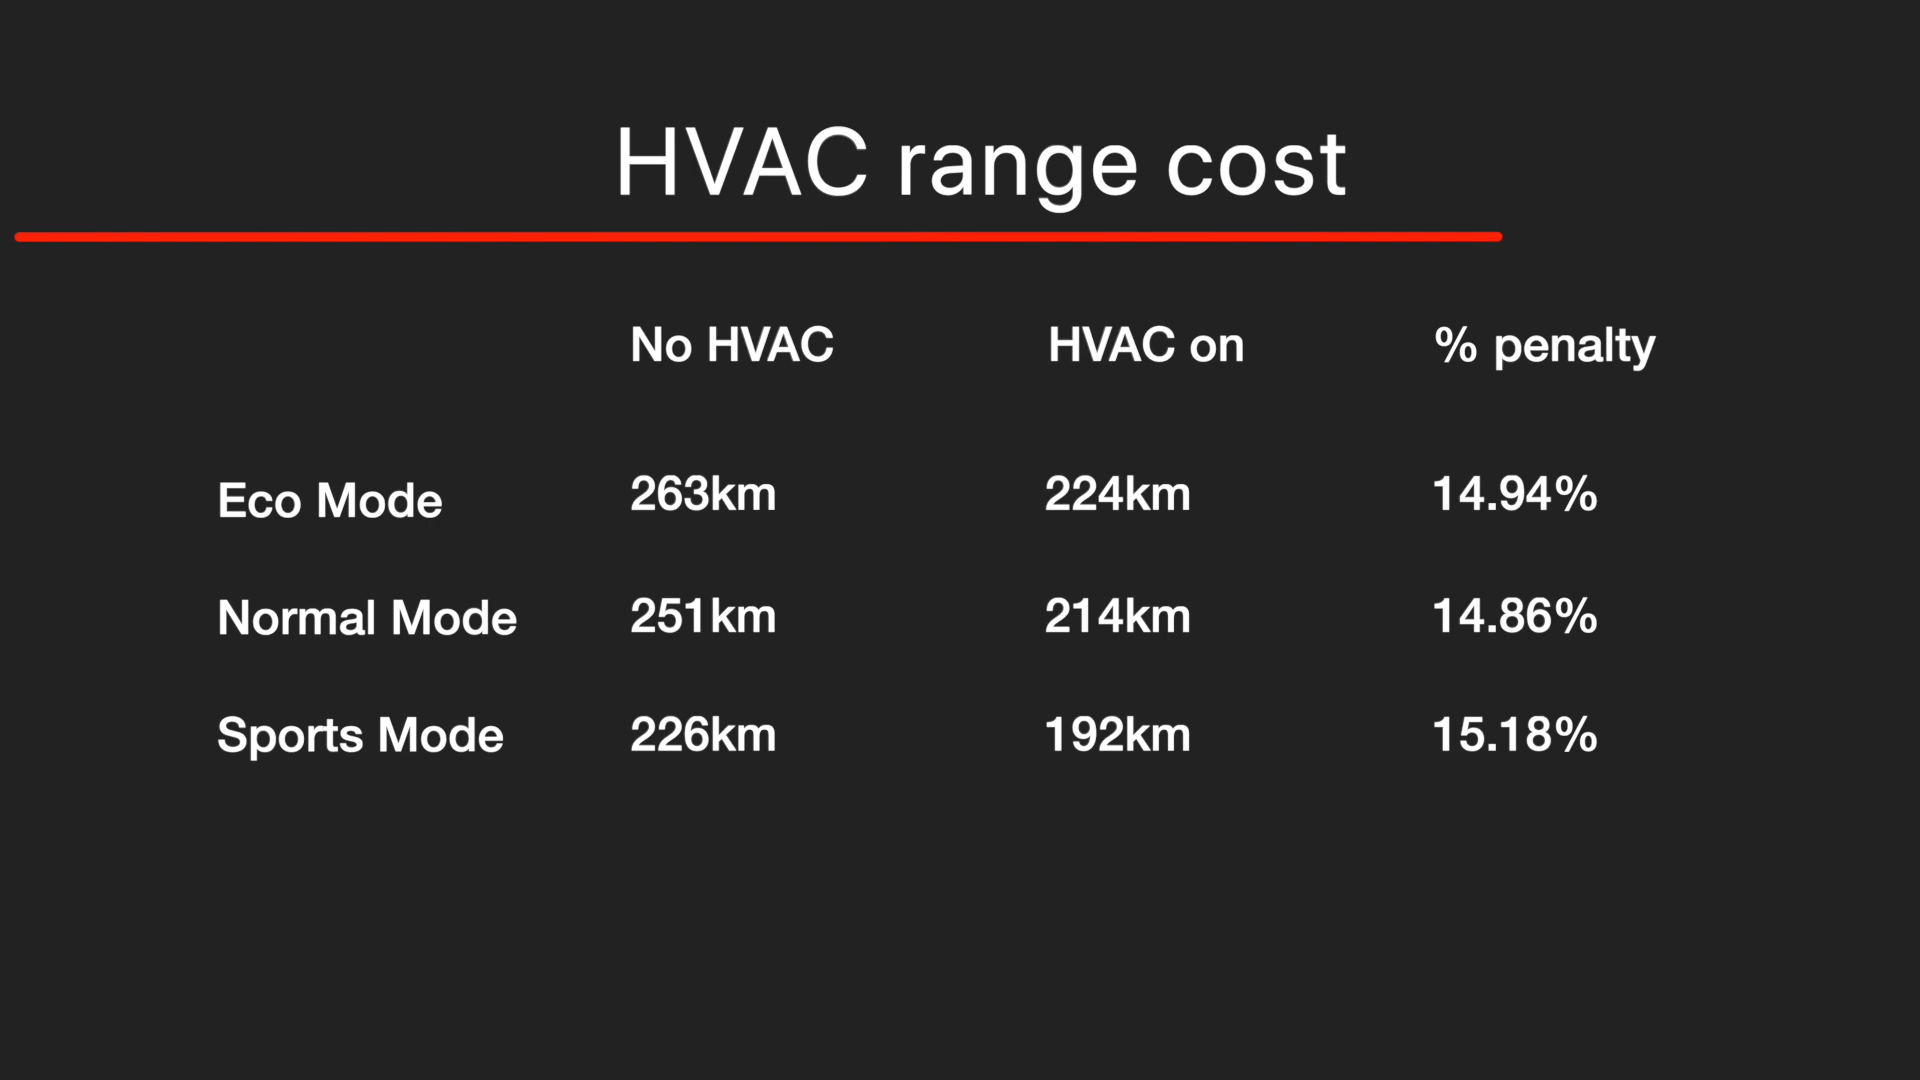 HVAC range cost
No HVAC HVAC on % penalty
Eco Mode 263km 224km 14.94%
Normal Mode 251km 214km 14.86%
Sports Mode 226km 192km 15.18%